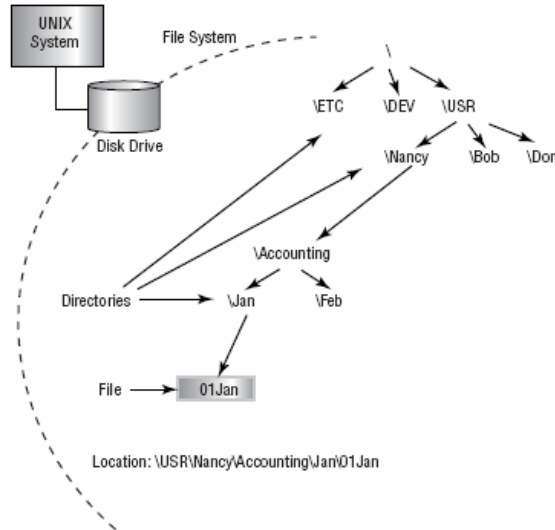 UNIX
System
File System
Disk Drive
\
\ETC \DEV \USR
\Nancy \Bob \Don
\Accounting
Directories \Jan \Feb
File 01Jan
Location: \USR\Nancy\Accounting\Jan\01Jan